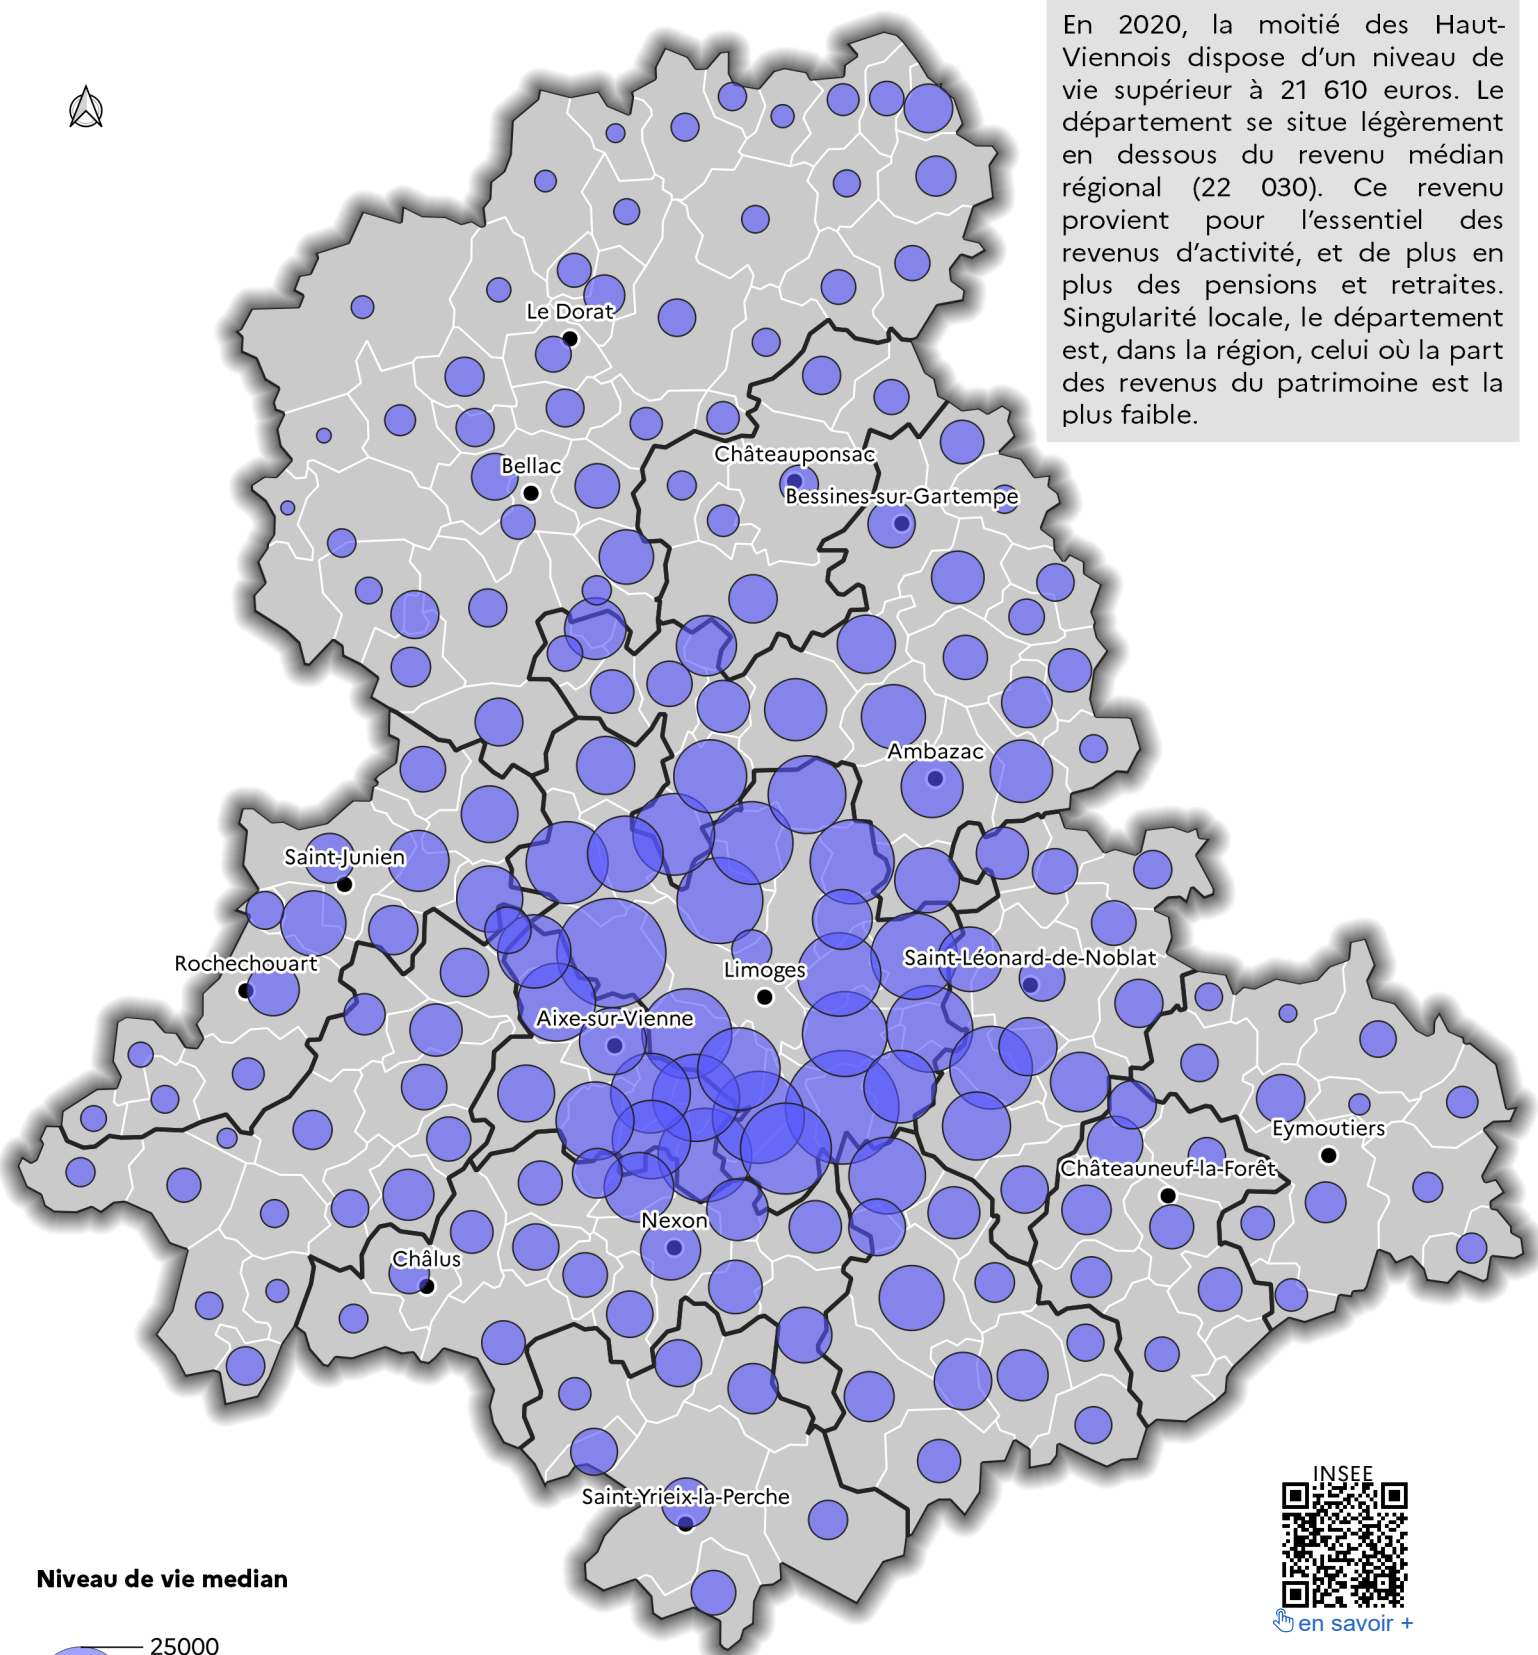 En 2020, la moitié des Haut-
Viennois dispose d’un niveau de
vie supérieur à 21 610 euros. Le
département se situe légèrement
en dessous du revenu médian
régional (22 030). Ce revenu
provient pour l’essentiel des
revenus d’activité, et de plus en
plus des pensions et retraites.
Singularité locale, le département
est, dans la région, celui où la part
des revenus du patrimoine est la
plus faible.
Le Dorat
Châteauponsac
Bellac
Bessines-sur-Gartempe
Ambazac
Saint-Junien
Saint-Léonard-de-Noblat
Rochechouart
Limoges
Aixe-sur-Vienne
Eymoutiers
Châteauneuf-la-Forêt
Nexon
Châlus
Saint-Yrieix-la-Perche
INSEE
en savoir +
Niveau de vie median
25000